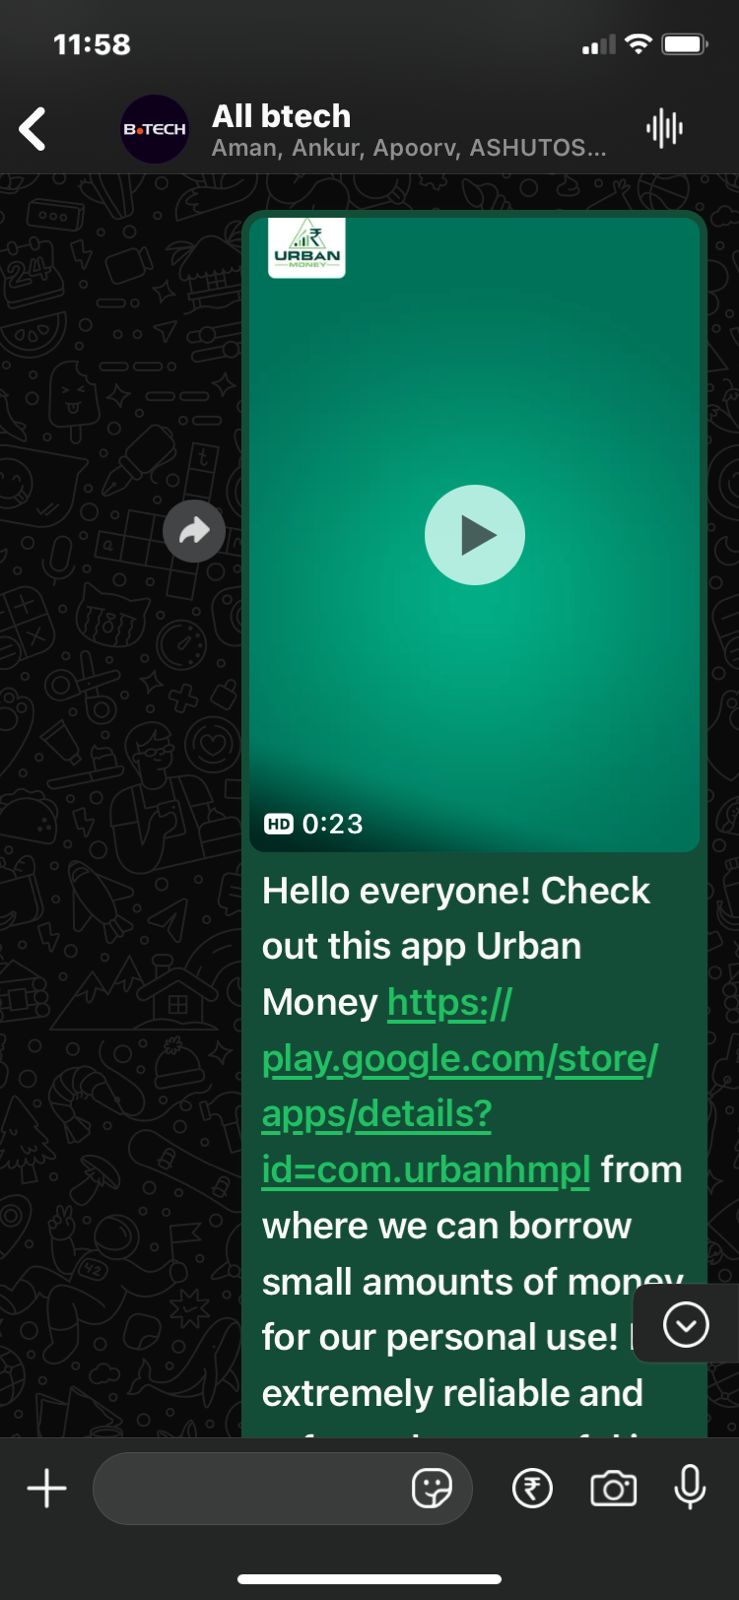 11:58
B•TECH
All btech
Aman, Ankur, Apoorv, ASHUTOS...
URBAN
MONEY
HD 0:23
Hello everyone! Check
out this app Urban
Money https://
play.google.com/store/
apps/details?
id=com.urbanhmpl from
where we can borrow
small amounts of money
for our personal use!
extremely reliable and